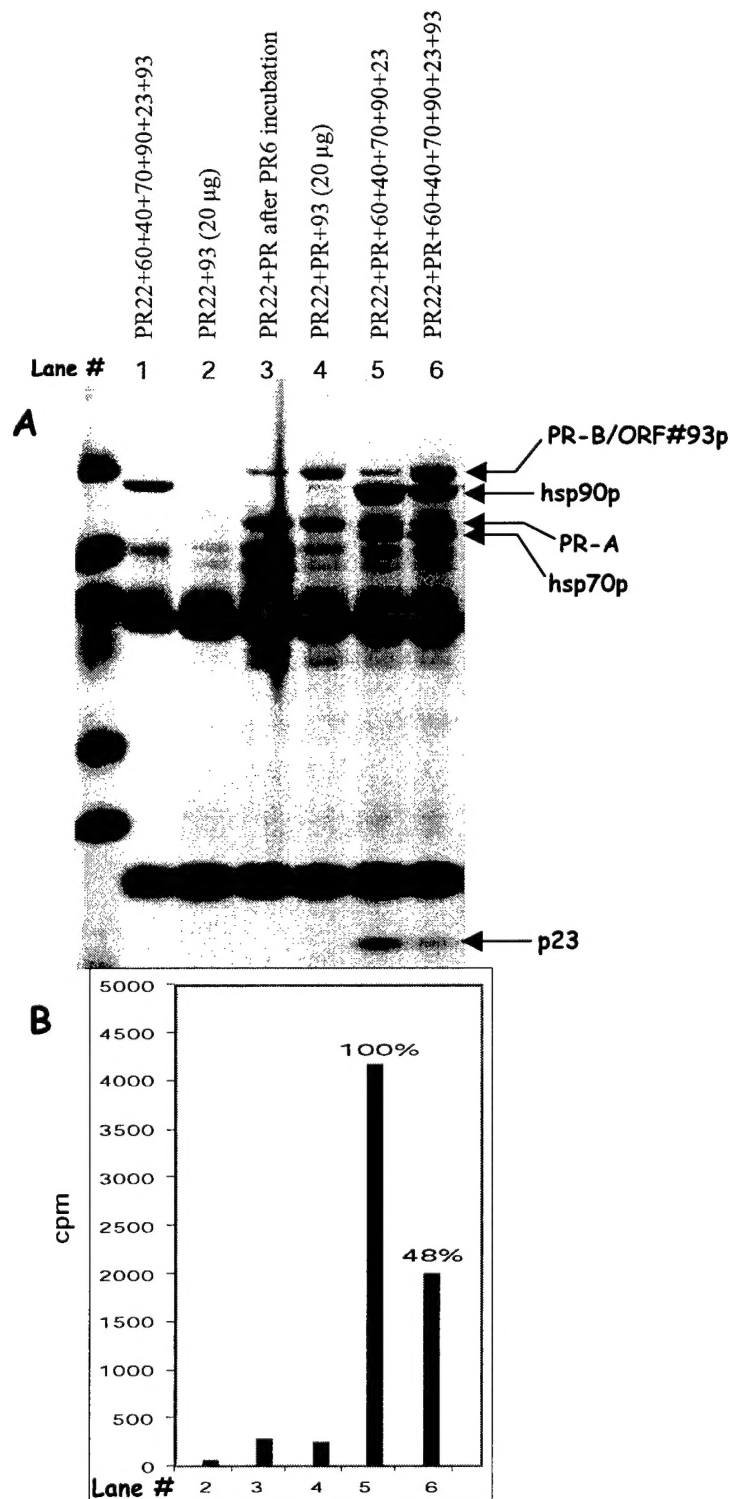 PR22+60+40+70+90+23+93
PR22+93 (20 µg)
PR22+PR after PR6 incubation
PR22+PR+93 (20 µg)
PR22+PR+60+40+70+90+23
PR22+PR+60+40+70+90+23+93
Lane # 1 2 3 4 5 6
A
PR-B/ORF#93p
hsp90p
PR-A
hsp70p
p23
B
5000
4500
4000
3500
3000
2500
2000
1500
1000
500
0
cpm
100%
48%
Lane # 2 3 4 5 6